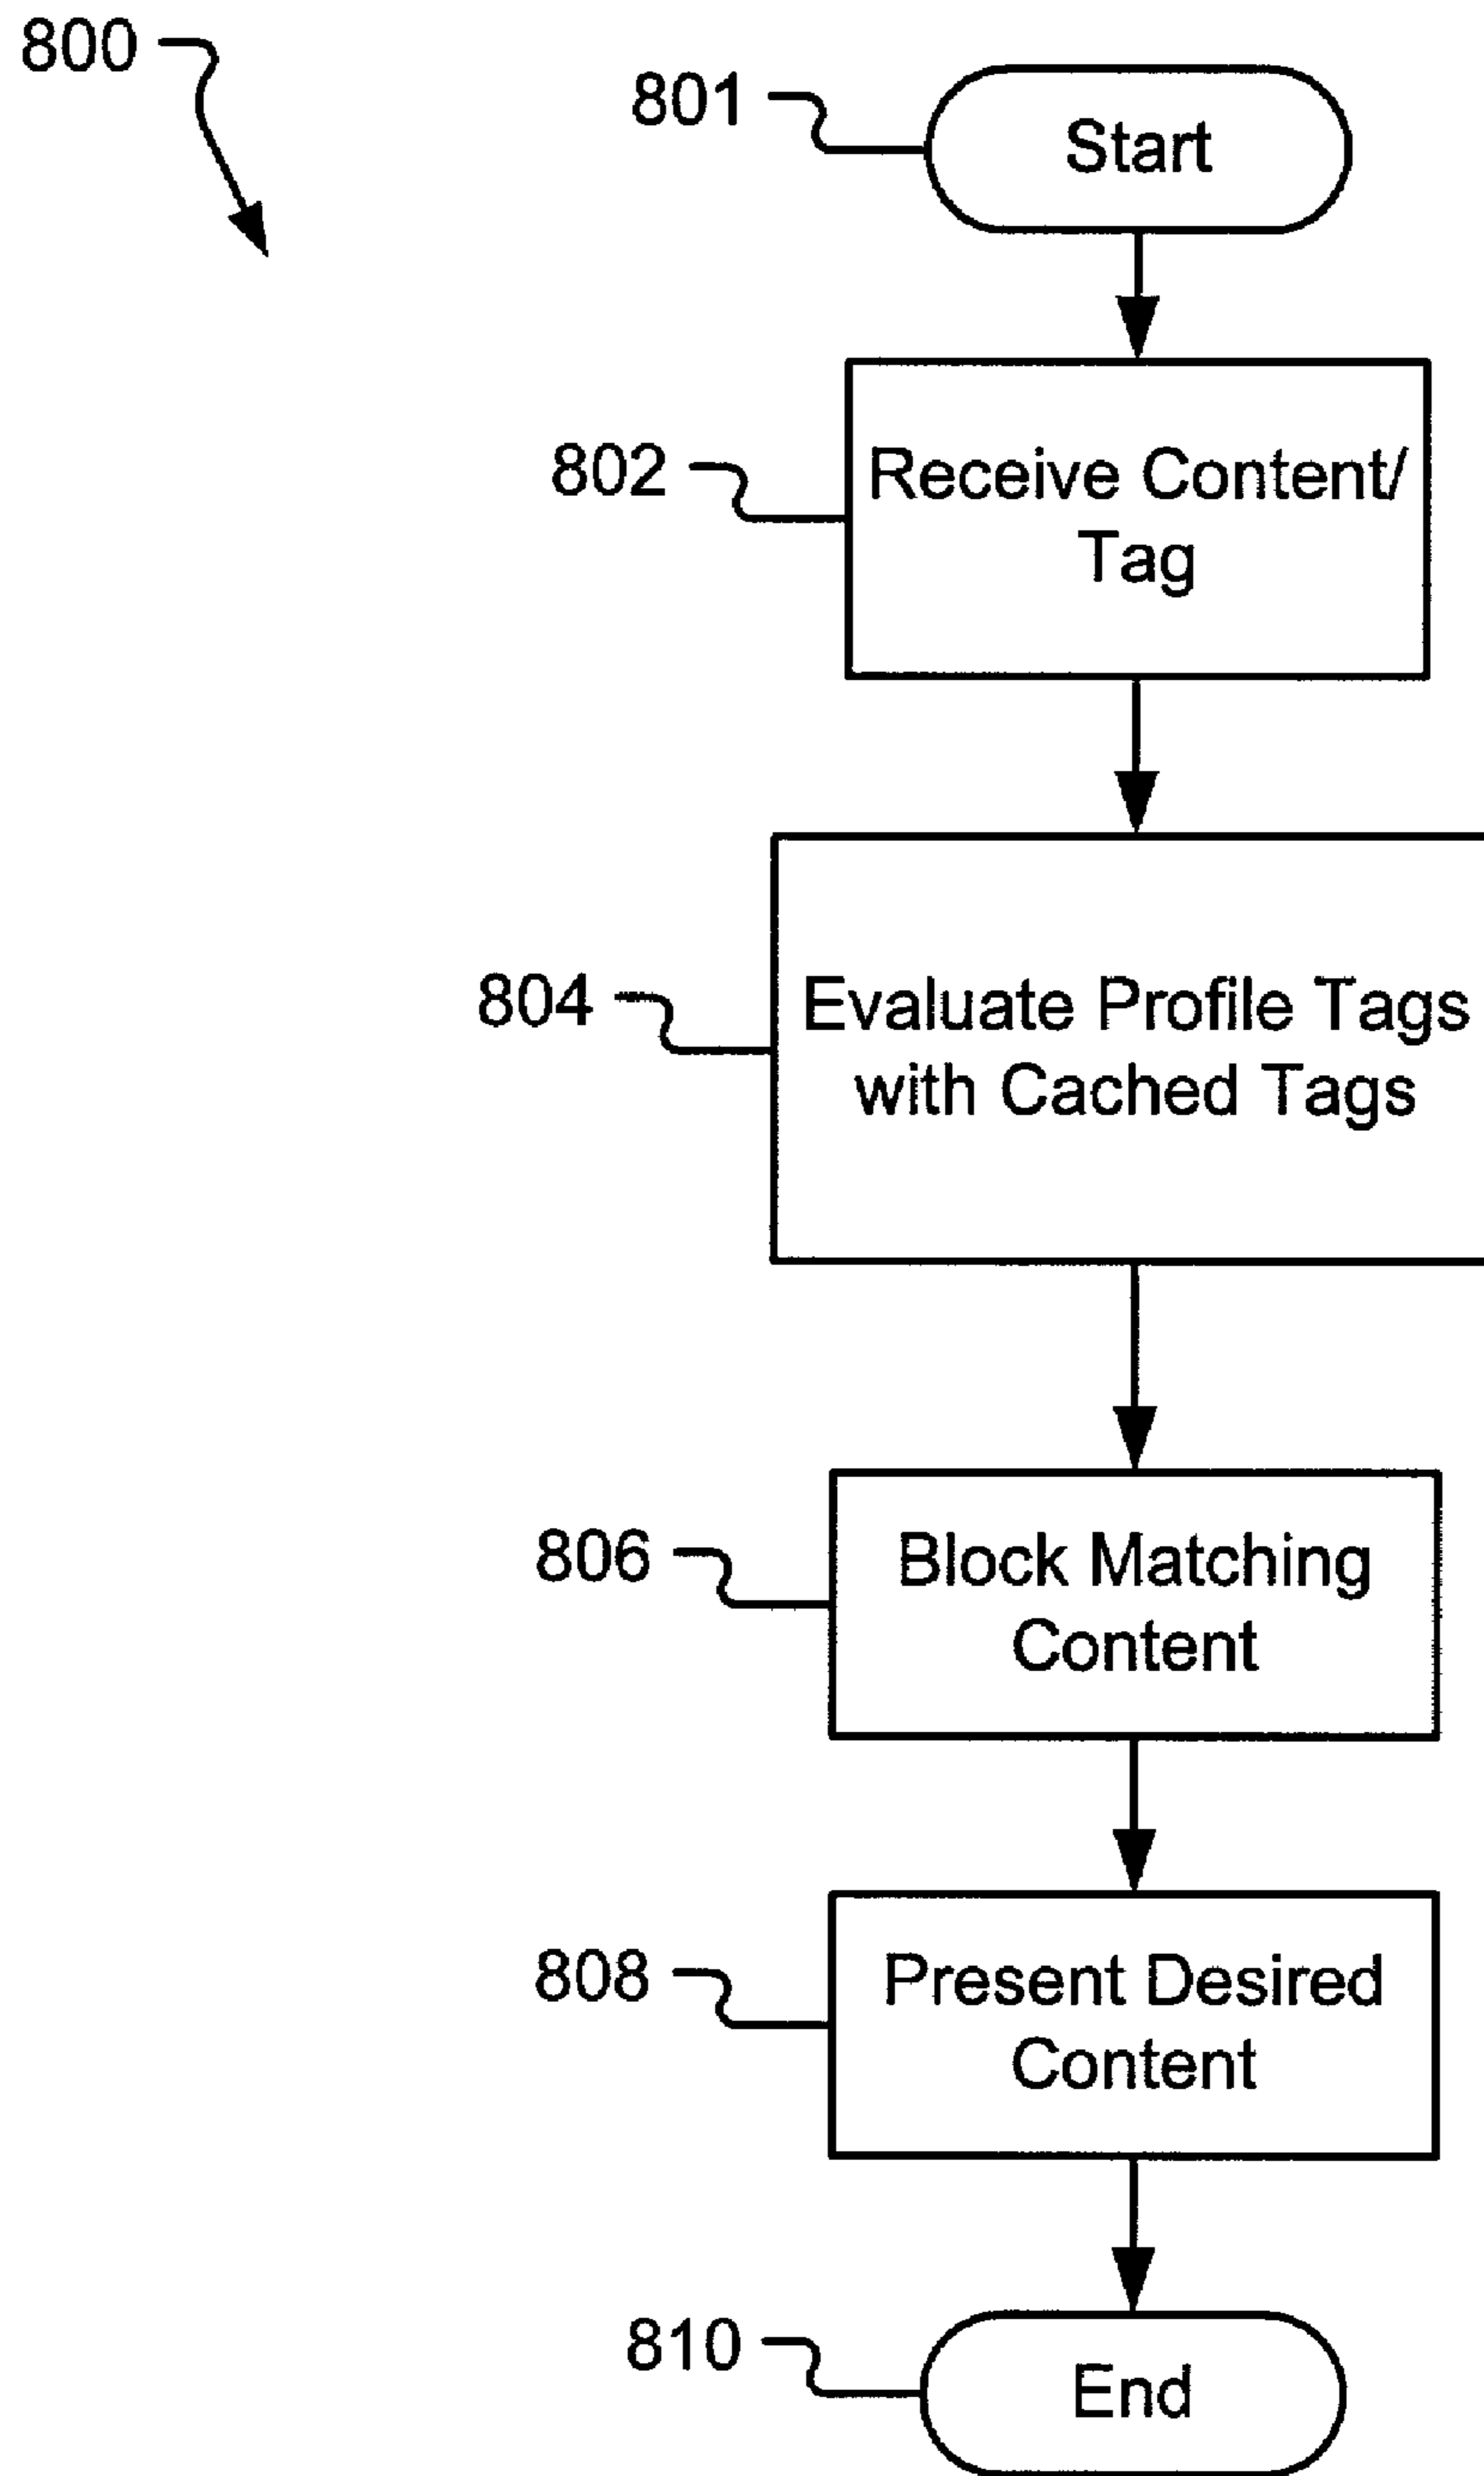 800
801
Start
802
Receive Content/
Tag
804
Evaluate Profile Tags
with Cached Tags
806
Block Matching
Content
808
Present Desired
Content
810
End